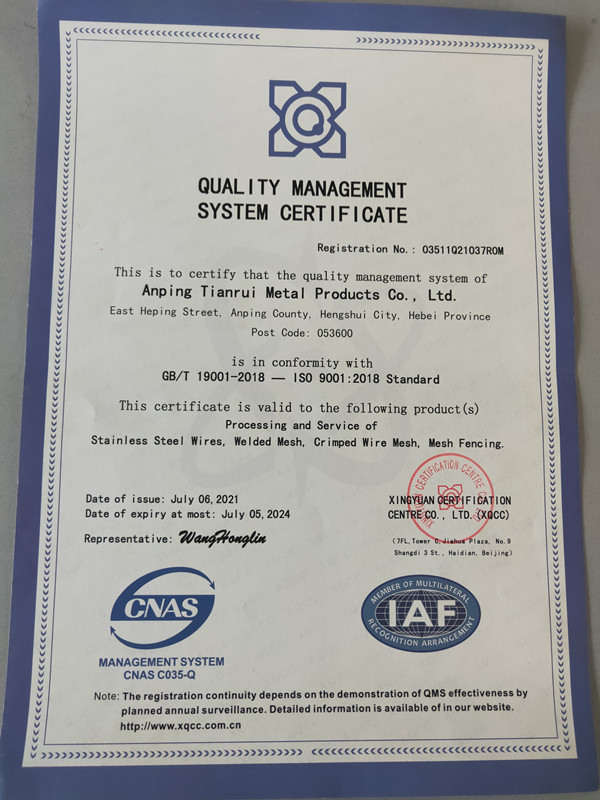 QUALITY MANAGEMENT
SYSTEM CERTIFICATE
Registration No.: 03511Q21037ROM
This is to certify that the quality management system of
Anping Tianrui Metal Products Co., Ltd.
East Heping Street, Anping County, Hengshui City, Hebei Province
Post Code: 053600
is in conformity with
GB/T 19001-2018 — ISO 9001:2018 Standard
This certificate is valid to the following product(s)
Processing and Service of
Stainless Steel Wires, Welded Mesh, Crimped Wire Mesh, Mesh Fencing.
Date of issue: July 06, 2021
Date of expiry at most: July 05, 2024
Representative: WangHonglin
XINGYUAN CERTIFICATION
CENTRE CO., LTD. (XQCC)
(7FL, Tower C, Jiahua Plaza, No.9
Shangdi 3 St., Haidian, Beijing)
XINGYUAN CERTIFICATION CENTRE CO., LTD
CNAS
MANAGEMENT SYSTEM
CNAS C035-Q
MEMBER OF MULTILATERAL
IAF
RECOGNITION ARRANGEMENT
Note: The registration continuity depends on the demonstration of QMS effectiveness by
planned annual surveillance. Detailed information is available of in our website.
http://www.xqcc.com.cn